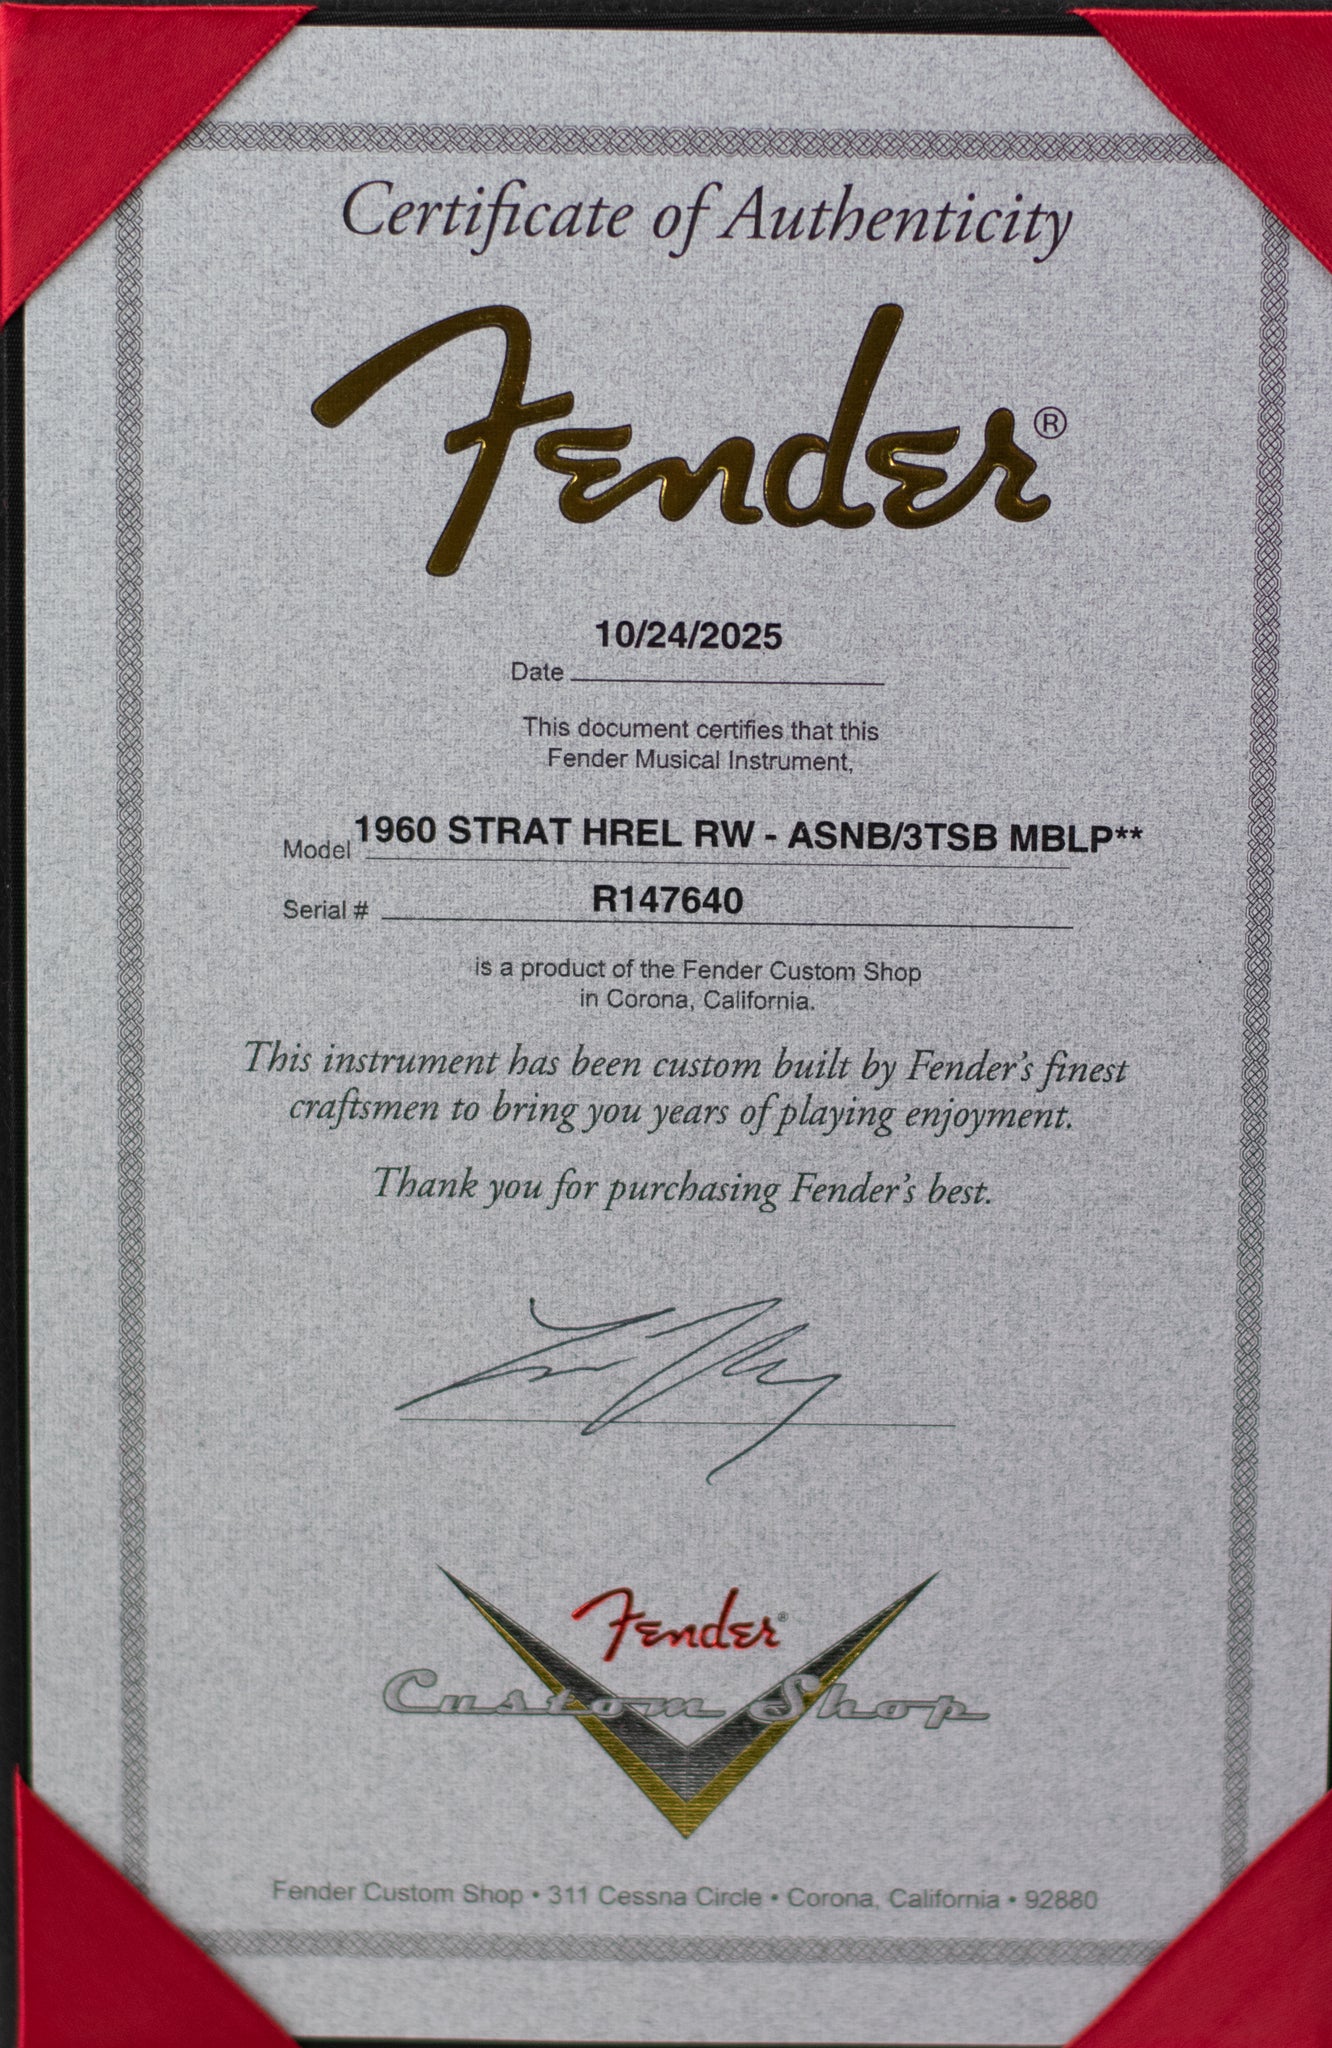 Certificate of Authenticity
Fender®
10/24/2025
Date
This document certifies that this
Fender Musical Instrument,
Model 1960 STRAT HREL RW - ASNB/3TSB MBLP**
Serial # R147640
is a product of the Fender Custom Shop
in Corona, California.
This instrument has been custom built by Fender's finest
craftsmen to bring you years of playing enjoyment.
Thank you for purchasing Fender's best.
Fender®
Custom Shop
Fender Custom Shop • 311 Cessna Circle • Corona, California • 92880